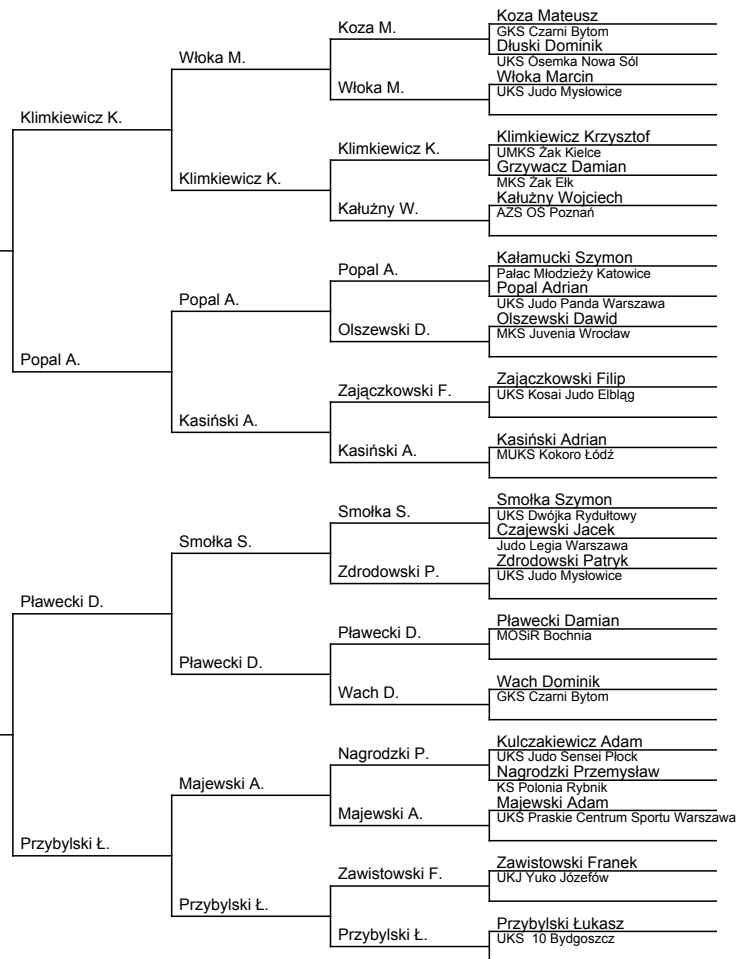 Koza Mateusz
GKS Czarni Bytom
Koza M.
Dłuski Dominik
UKS Ósemka Nowa Sól
Włoka M.
Włoka Marcin
UKS Judo Mysłowice
Włoka M.
Klimkiewicz K.
Klimkiewicz Krzysztof
UMKS Żak Kielce
Klimkiewicz K.
Grzywacz Damian
MKS Żak Ełk
Klimkiewicz K.
Kałużny Wojciech
AZS OŚ Poznań
Kałużny W.
Kałamucki Szymon
Pałac Młodzieży Katowice
Popal A.
Popal Adrian
UKS Judo Panda Warszawa
Popal A.
Olszewski Dawid
MKS Juvenia Wrocław
Olszewski D.
Popal A.
Zajączkowski Filip
UKS Kosai Judo Elbląg
Zajączkowski F.
Kasiński A.
Kasiński Adrian
MUKS Kokoro Łódź
Kasiński A.
Smołka Szymon
UKS Dwójka Rydułtowy
Smołka S.
Czajewski Jacek
Judo Legia Warszawa
Smołka S.
Zdrodowski Patryk
UKS Judo Mysłowice
Zdrodowski P.
Pławecki D.
Pławecki Damian
MOSiR Bochnia
Pławecki D.
Pławecki D.
Wach Dominik
GKS Czarni Bytom
Wach D.
Kulczakiewicz Adam
UKS Judo Sensei Płock
Nagrodzki P.
Nagrodzki Przemysław
KS Polonia Rybnik
Majewski A.
Majewski Adam
UKS Praskie Centrum Sportu Warszawa
Majewski A.
Przybylski Ł.
Zawistowski Franek
UKJ Yuko Józefów
Zawistowski F.
Przybylski Ł.
Przybylski Łukasz
UKS 10 Bydgoszcz
Przybylski Ł.